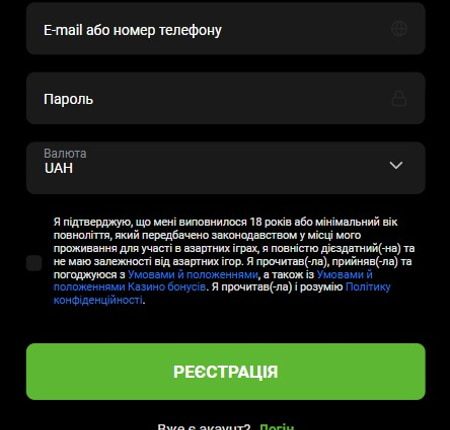 E-mail або номер телефону
Пароль
Валюта
UAH
Я підтверджую, що мені виповнилося 18 років або мінімальний вік
повноліття, який передбачено законодавством у місці мого
проживання для участі в азартних іграх, я повністю дієздатний(-на) та
не маю залежності від азартних ігор. Я прочитав(-ла), прийняв(-ла) та
погоджуюся з Умовами й положеннями, а також із Умовами й
положеннями Казино бонусів. Я прочитав(-ла) і розумію Політику
конфіденційності.
РЕЄСТРАЦІЯ
Вже є акаунт? Логін